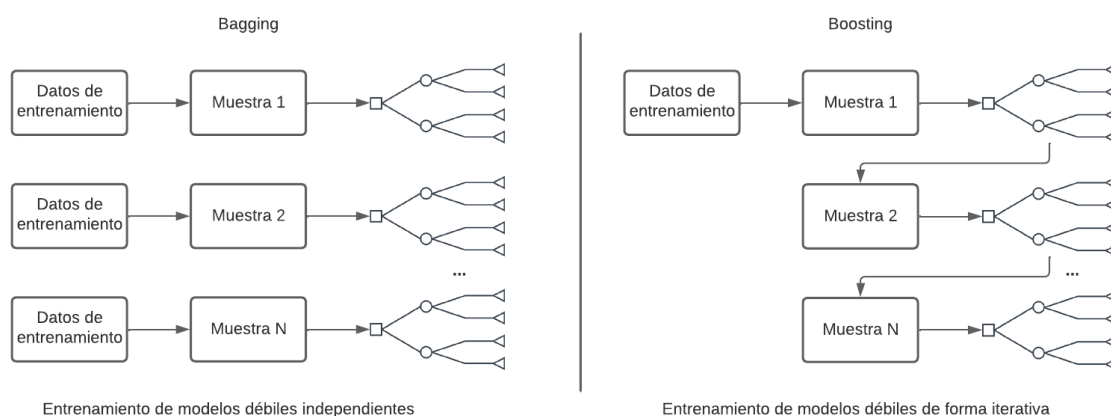 Bagging
Datos de
entrenamiento
Muestra 1
Datos de
entrenamiento
Muestra 2
...
Datos de
entrenamiento
Muestra N
Entrenamiento de modelos débiles independientes
Boosting
Datos de
entrenamiento
Muestra 1
Muestra 2
...
Muestra N
Entrenamiento de modelos débiles de forma iterativa